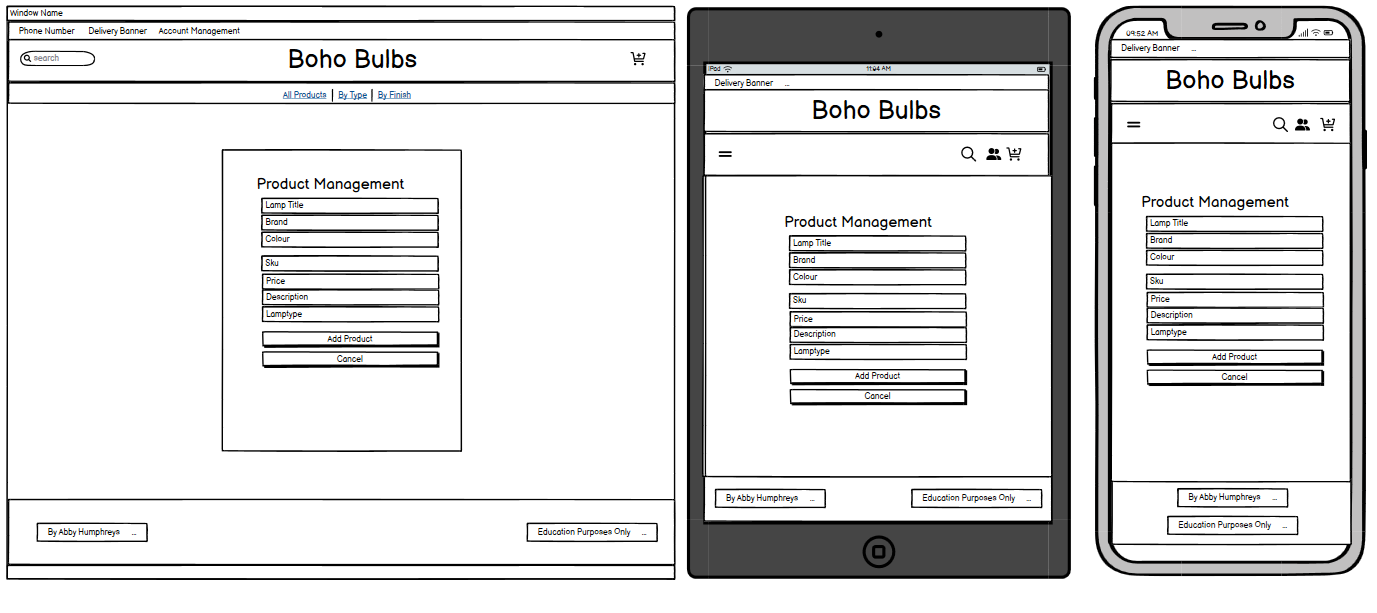 Window Name
Phone Number Delivery Banner Account Management
search
Boho Bulbs
All Products By Type By Finish
Product Management
Lamp Title
Brand
Colour
Sku
Price
Description
Lamptype
Add Product
Cancel
By Abby Humphreys ...
Education Purposes Only ...
iPad 11:04 AM
Delivery Banner ...
Boho Bulbs
Product Management
Lamp Title
Brand
Colour
Sku
Price
Description
Lamptype
Add Product
Cancel
By Abby Humphreys ...
Education Purposes Only ...
09:52 AM
Delivery Banner ...
Boho Bulbs
Product Management
Lamp Title
Brand
Colour
Sku
Price
Description
Lamptype
Add Product
Cancel
By Abby Humphreys ...
Education Purposes Only ...